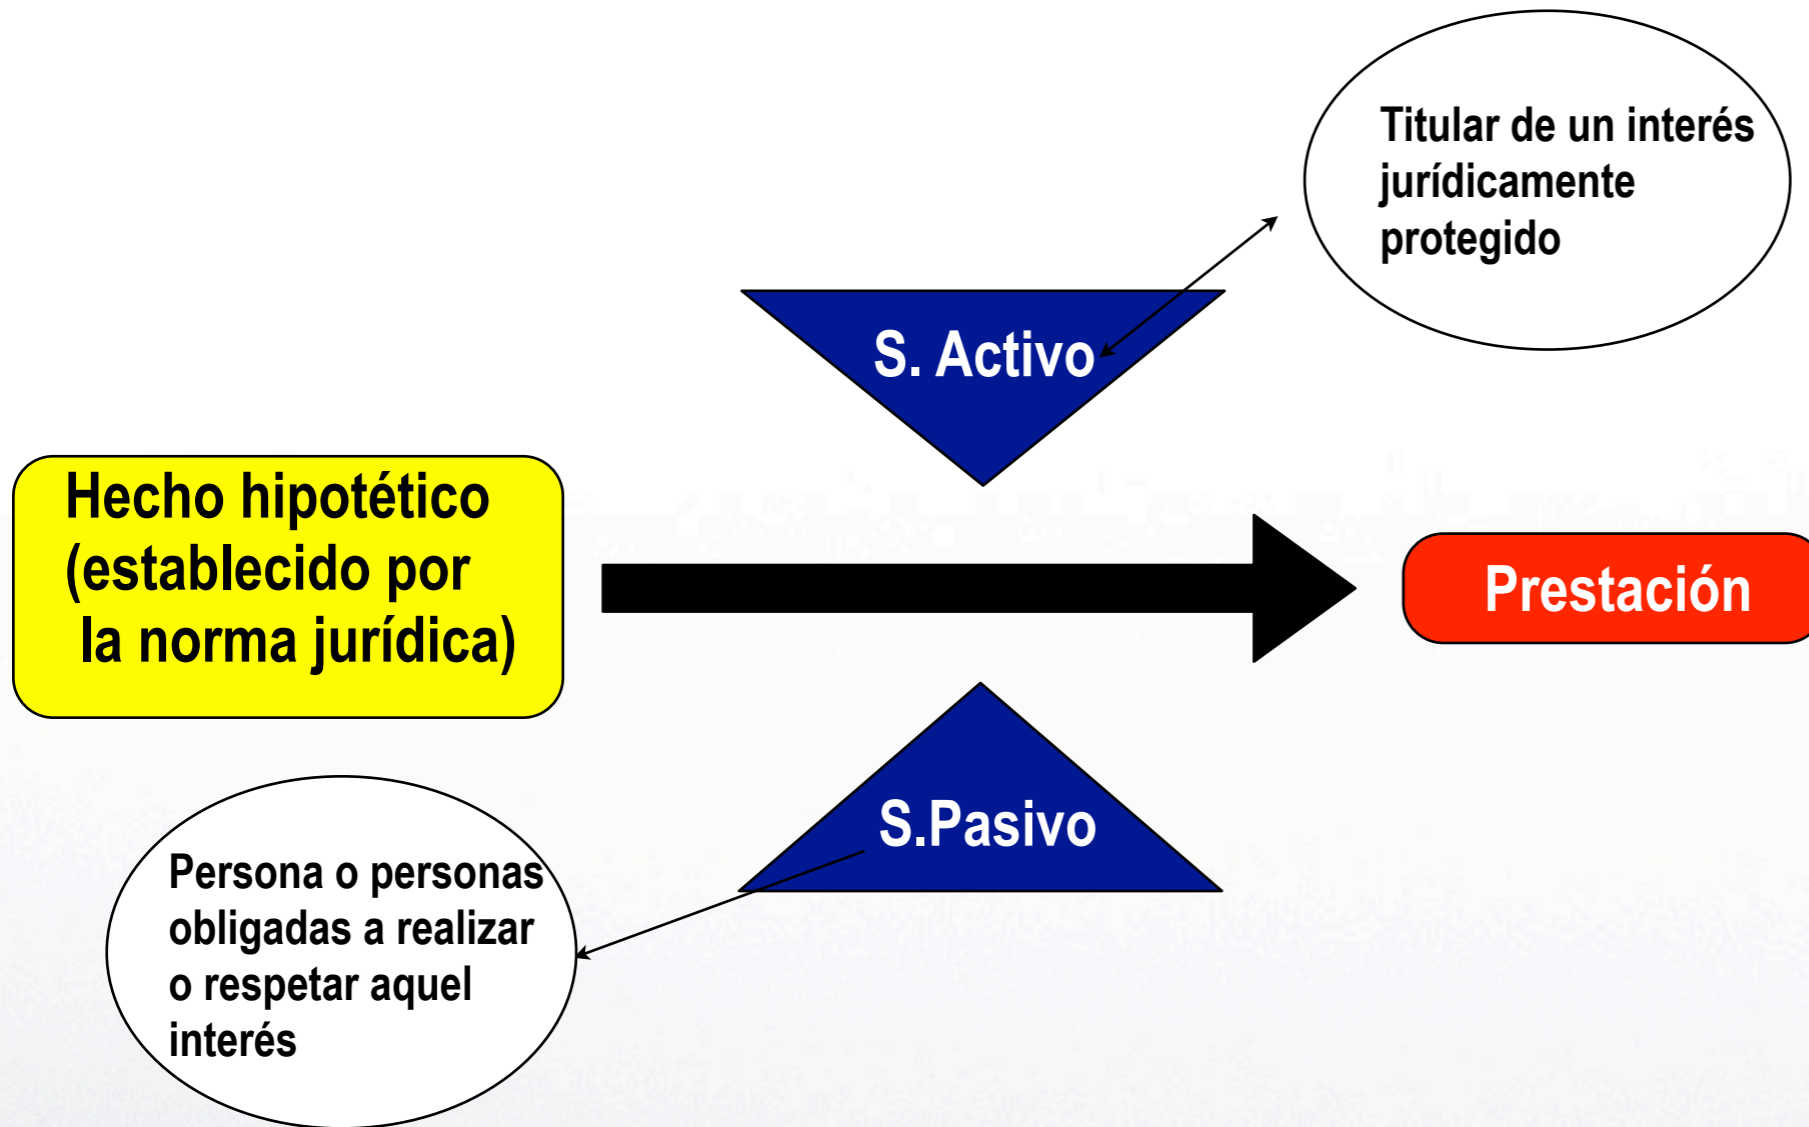 Titular de un interés
jurídicamente
protegido
S. Activo
Hecho hipotético
(establecido por
la norma jurídica)
Prestación
S.Pasivo
Persona o personas
obligadas a realizar
o respetar aquel
interés